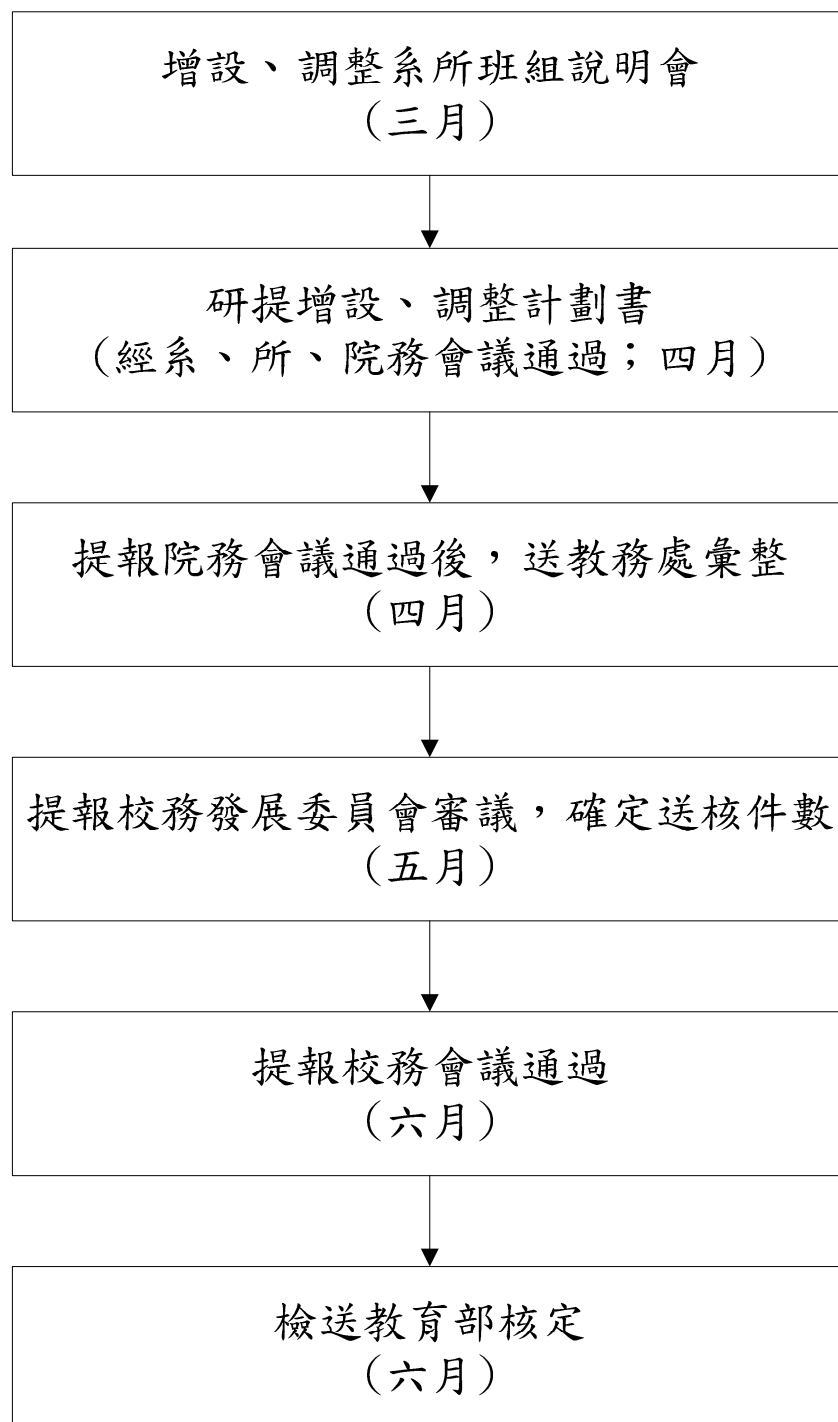 增設、調整系所班組說明會
（三月）
研提增設、調整計劃書
（經系、所、院務會議通過；四月）
提報院務會議通過後，送教務處彙整
（四月）
提報校務發展委員會審議，確定送核件數
（五月）
提報校務會議通過
（六月）
檢送教育部核定
（六月）